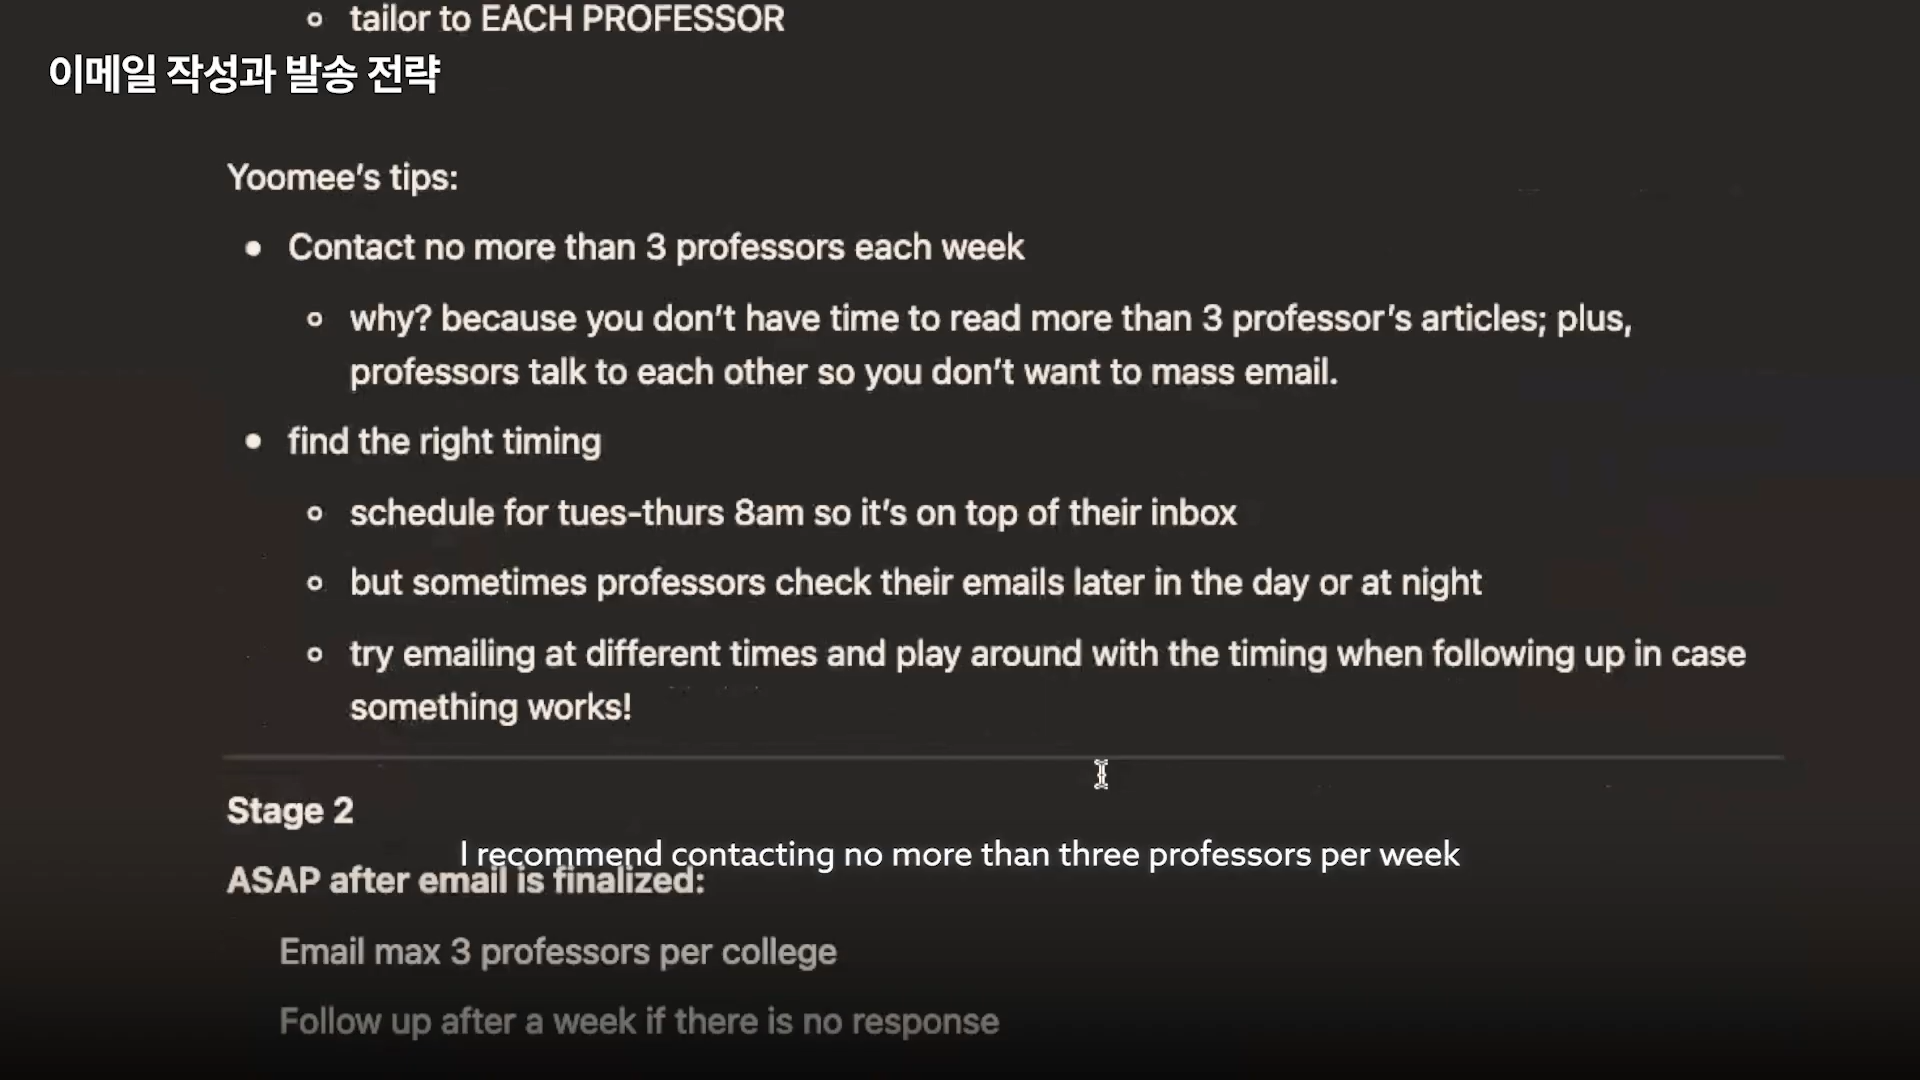 tailor to EACH PROFESSOR
이메일 작성과 발송 전략
Yoomee's tips:
Contact no more than 3 professors each week
why? because you don't have time to read more than 3 professor's articles; plus,
professors talk to each other so you don't want to mass email.
find the right timing
schedule for tues-thurs 8am so it's on top of their inbox
but sometimes professors check their emails later in the day or at night
try emailing at different times and play around with the timing when following up in case
something works!
Stage 2
I recommend contacting no more than three professors per week
ASAP after email is finalized:
Email max 3 professors per college
Follow up after a week if there is no response